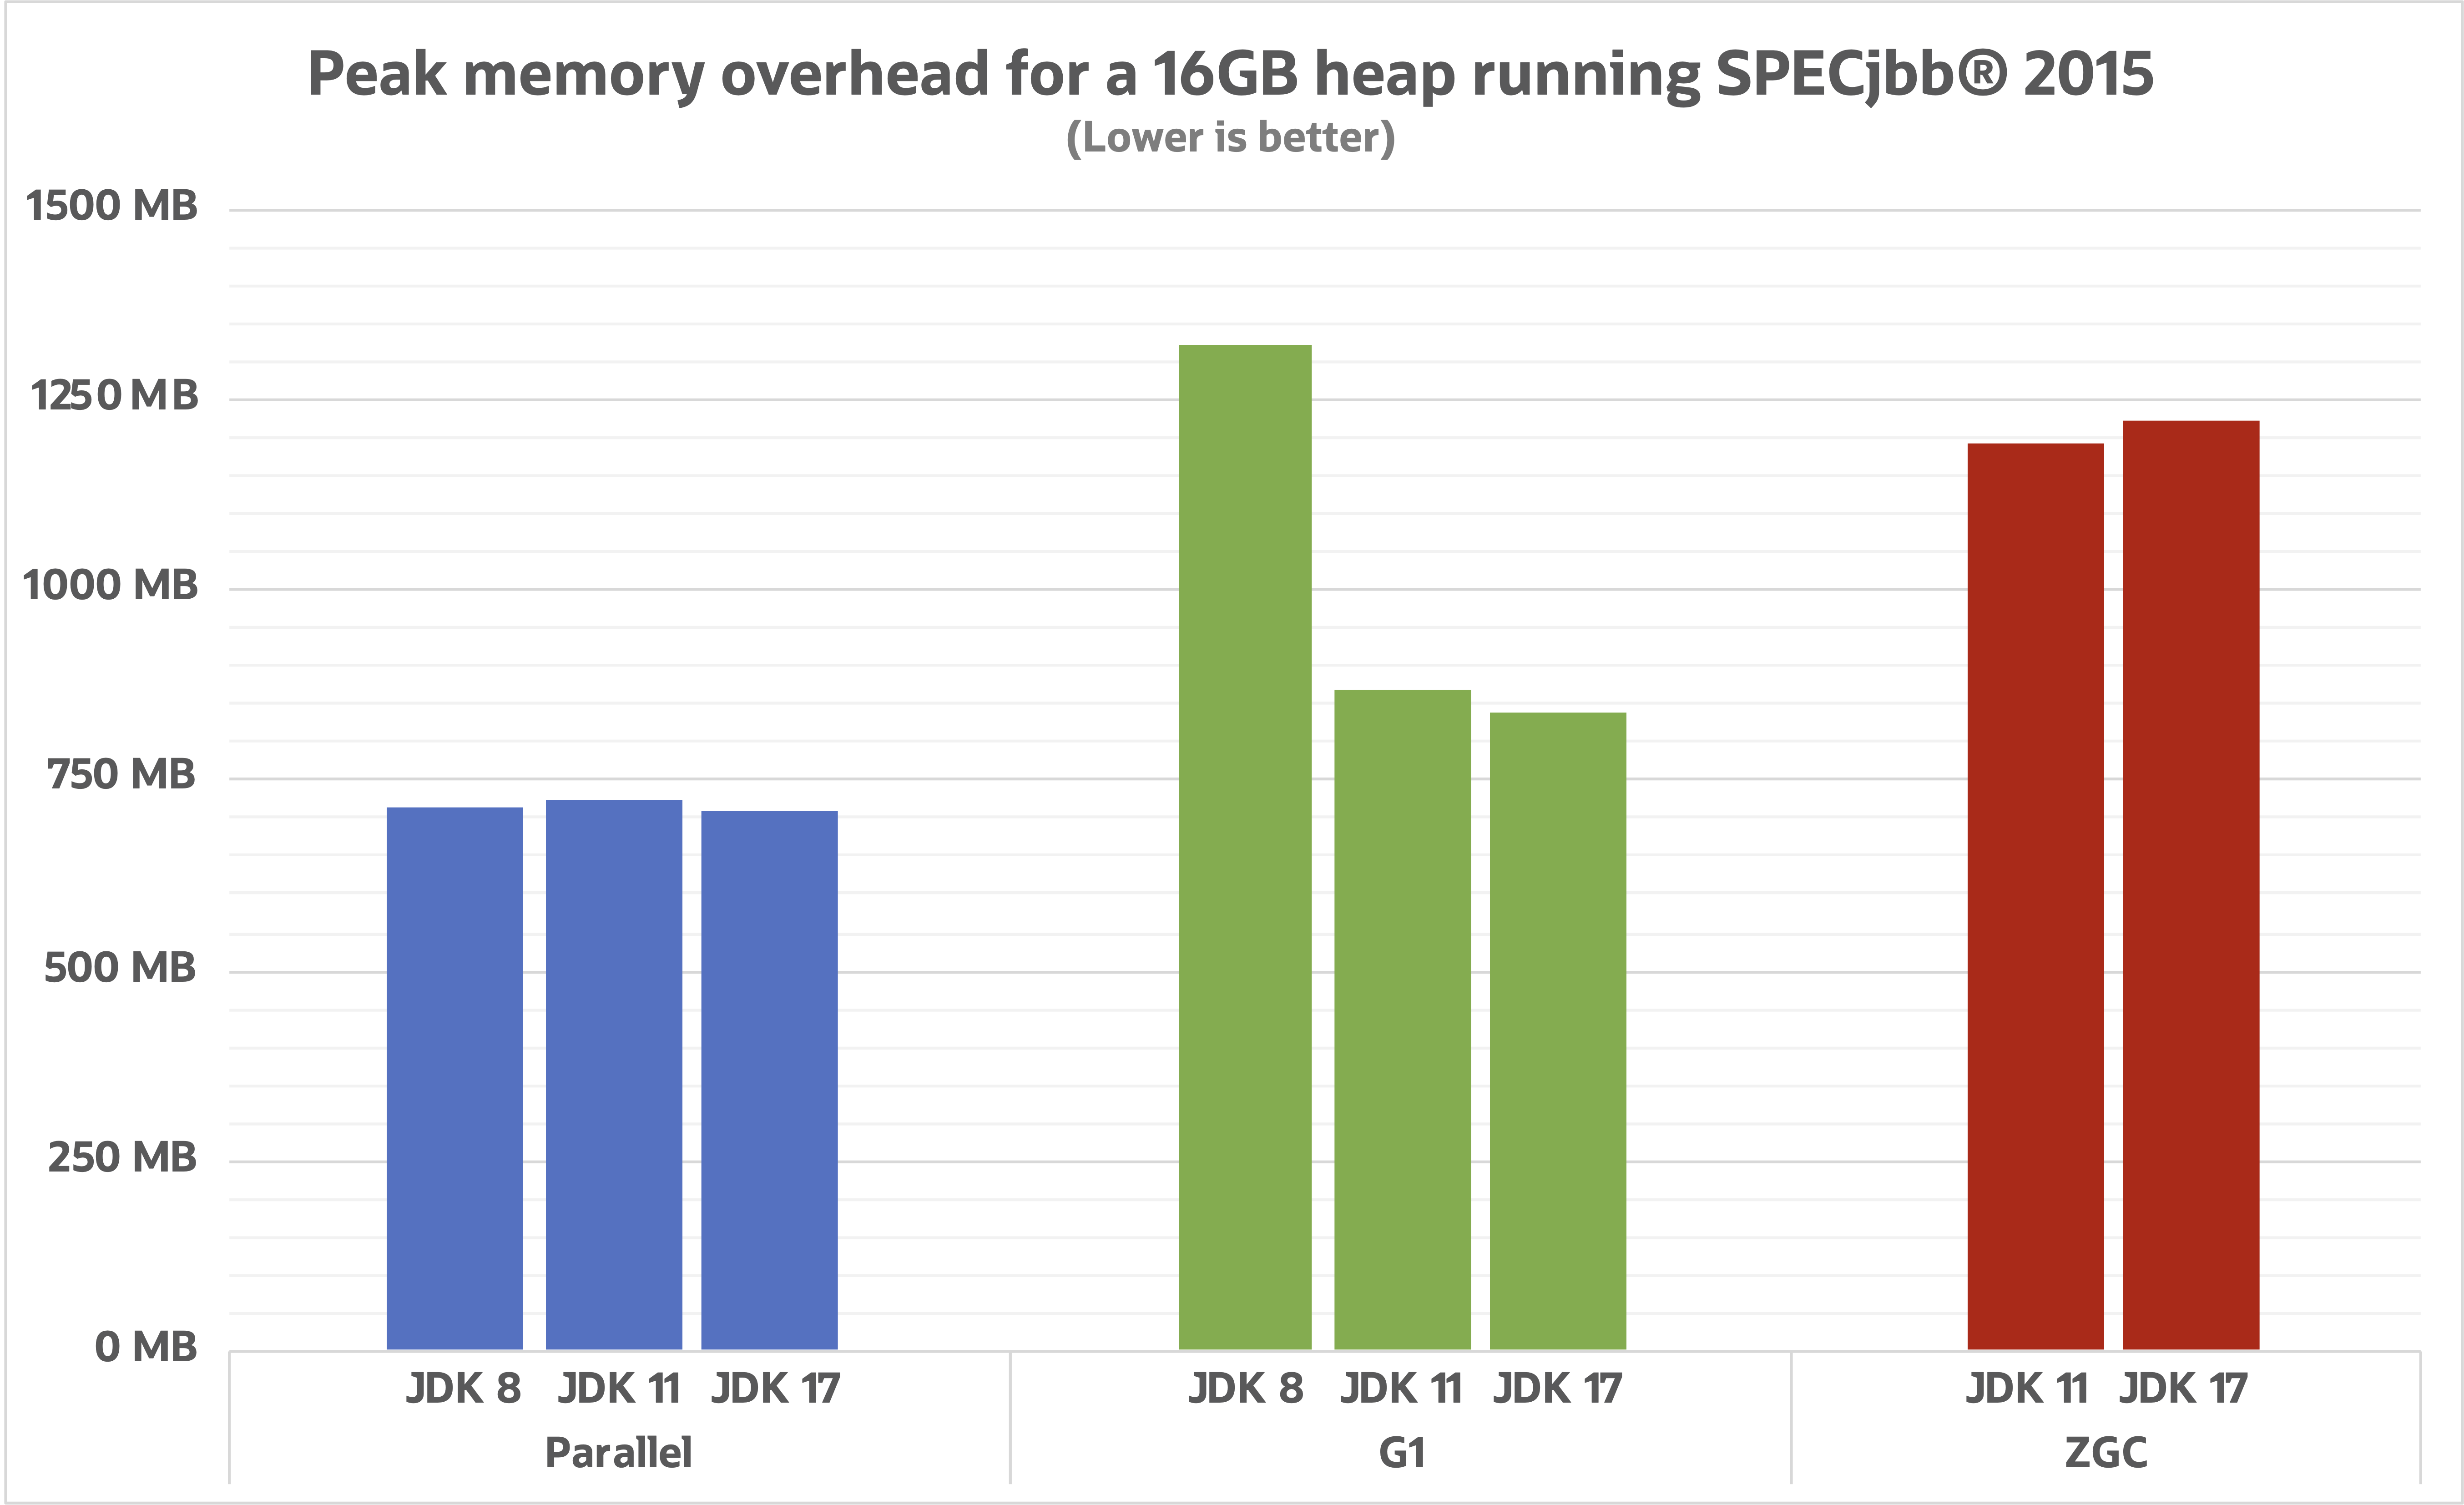 Peak memory overhead for a 16GB heap running SPECjbb® 2015
(Lower is better)
1500 MB
1250 MB
1000 MB
750 MB
500 MB
250 MB
0 MB
JDK 8 JDK 11 JDK 17 JDK 8 JDK 11 JDK 17 JDK 11 JDK 17
Parallel G1 ZGC